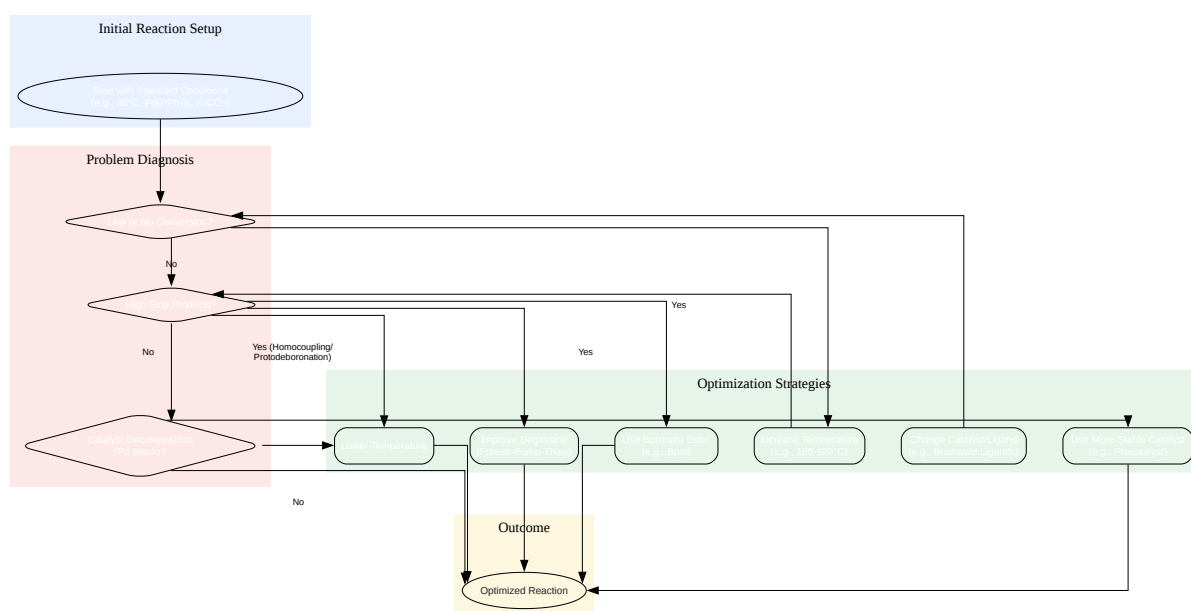 Initial Reaction Setup
Start with Standard Conditions
(e.g., 80°C, Pd(PPh₃)₄, K₂CO₃)
Problem Diagnosis
Low or No Conversion?
No
High Side Products?
Yes
No
Yes (Homocoupling/
Protodeboronation)
Yes
Optimization Strategies
Catalyst Decomposition
(Pd Black)?
Lower Temperature
Improve Degassing
(Freeze-Pump-Thaw)
Use Boronate Ester
(e.g., Bpin)
Increase Temperature
(e.g., 100-120°C)
Change Catalyst/Ligand
(e.g., Buchwald Ligands)
Use More Stable Catalyst
(e.g., Precatalyst)
No
Outcome
Optimized Reaction